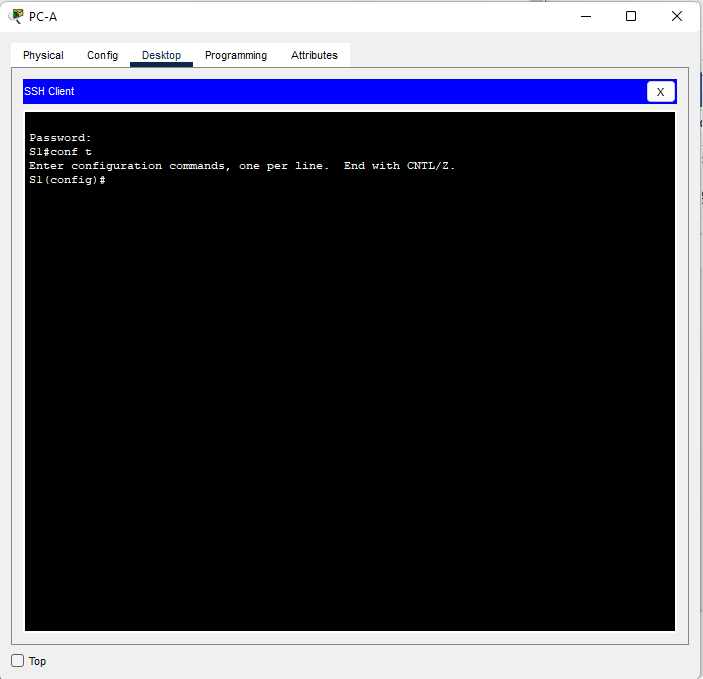 PC-A
Physical Config Desktop Programming Attributes
SSH Client
X
Password:
S1#conf t
Enter configuration commands, one per line.  End with CNTL/Z.
S1(config)#
Top